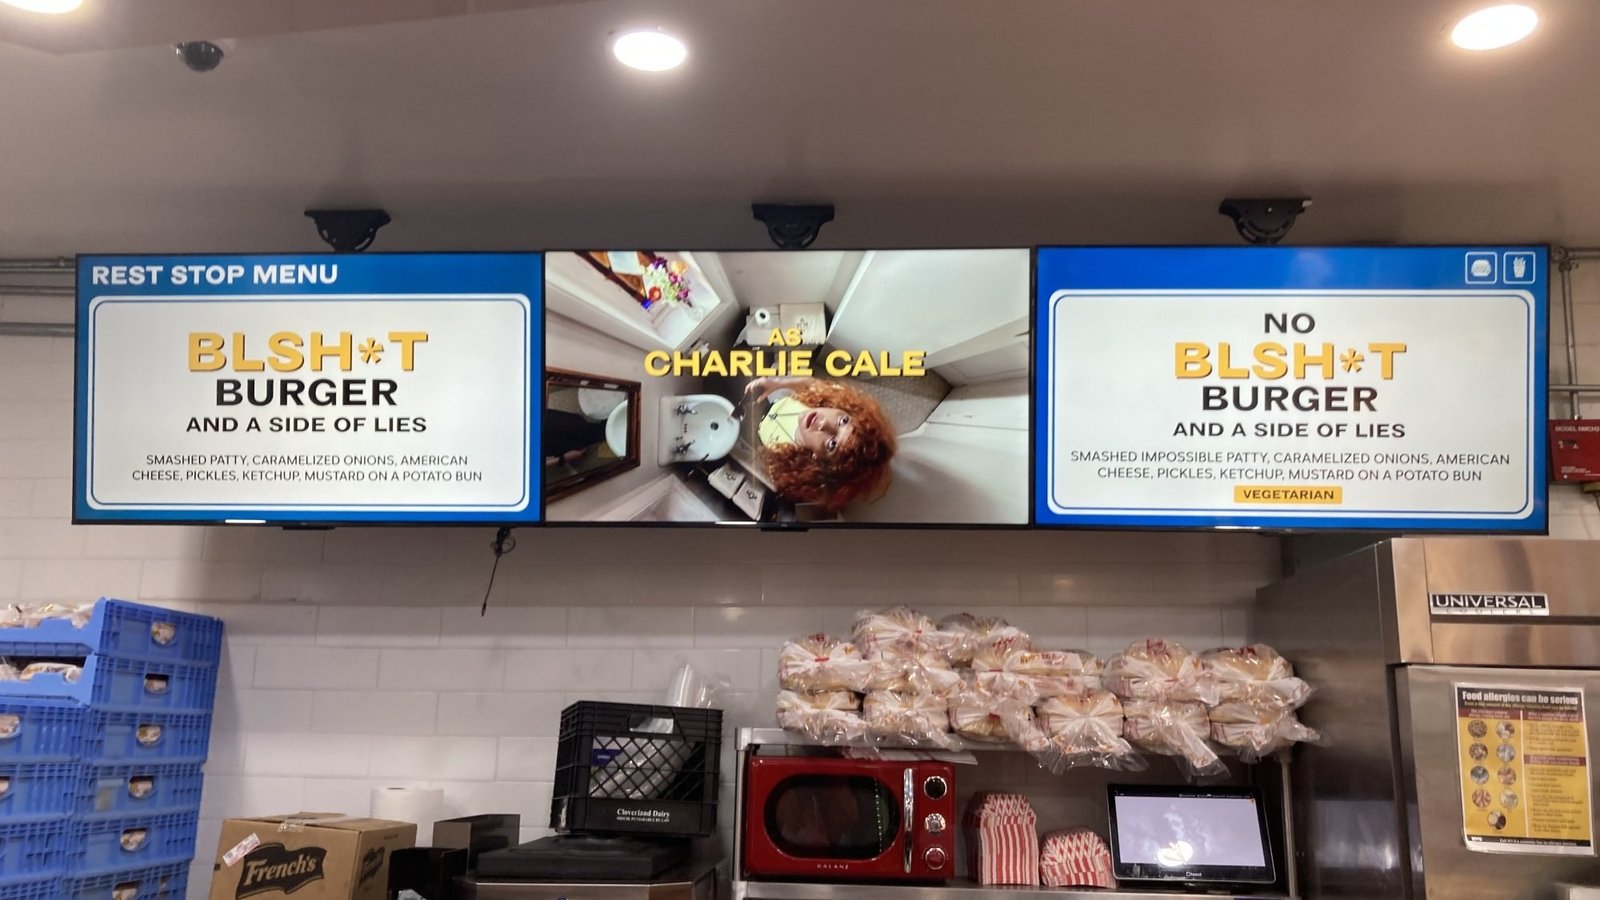 REST STOP MENU
BLSH*T
BURGER
AND A SIDE OF LIES
SMASHED PATTY, CARAMELIZED ONIONS, AMERICAN
CHEESE, PICKLES, KETCHUP, MUSTARD ON A POTATO BUN
AS
CHARLIE CALE
NO
BLSH*T
BURGER
AND A SIDE OF LIES
SMASHED IMPOSSIBLE PATTY, CARAMELIZED ONIONS, AMERICAN
CHEESE, PICKLES, KETCHUP, MUSTARD ON A POTATO BUN
VEGETARIAN
UNIVERSAL
COOLERS
Food allergies can be serious
Cloverland Dairy
French's
GALANZ